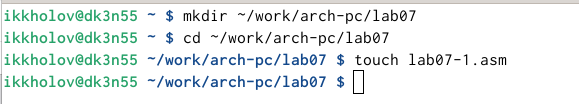 ikkholov@dk3n55 ~ $ mkdir ~/work/arch-pc/lab07
ikkholov@dk3n55 ~ $ cd ~/work/arch-pc/lab07
ikkholov@dk3n55 ~/work/arch-pc/lab07 $ touch lab07-1.asm
ikkholov@dk3n55 ~/work/arch-pc/lab07 $